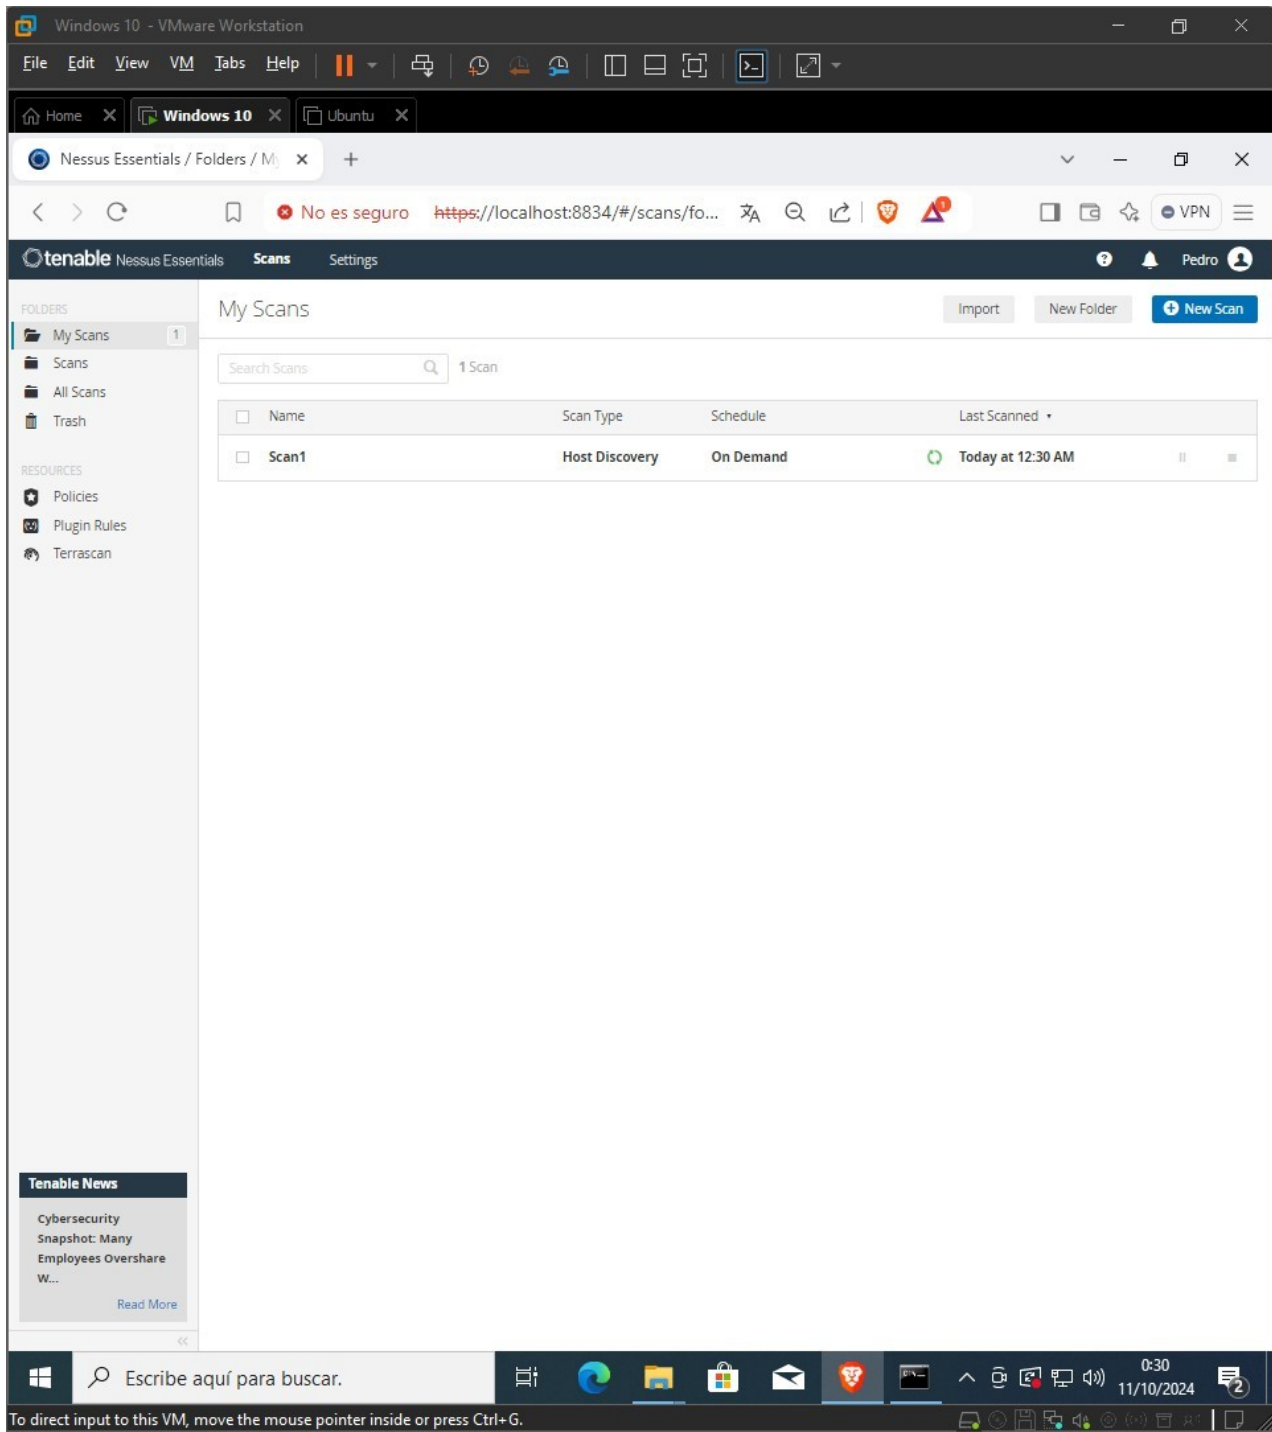 Windows 10 - VMware Workstation
File Edit View VM Tabs Help
Home Windows 10 Ubuntu
Nessus Essentials / Folders / My
No es seguro https://localhost:8834/#/scans/fo... VPN
tenable Nessus Essentials Scans Settings Pedro
FOLDERS
My Scans 1
Scans
All Scans
Trash
RESOURCES
Policies
Plugin Rules
Terrascan
My Scans Import New Folder New Scan
Search Scans 1 Scan
Name Scan Type Schedule Last Scanned
Scan1 Host Discovery On Demand Today at 12:30 AM
Tenable News
Cybersecurity
Snapshot: Many
Employees Overshare
W...
Read More
Escribe aquí para buscar.
0:30
11/10/2024
2
To direct input to this VM, move the mouse pointer inside or press Ctrl+G.